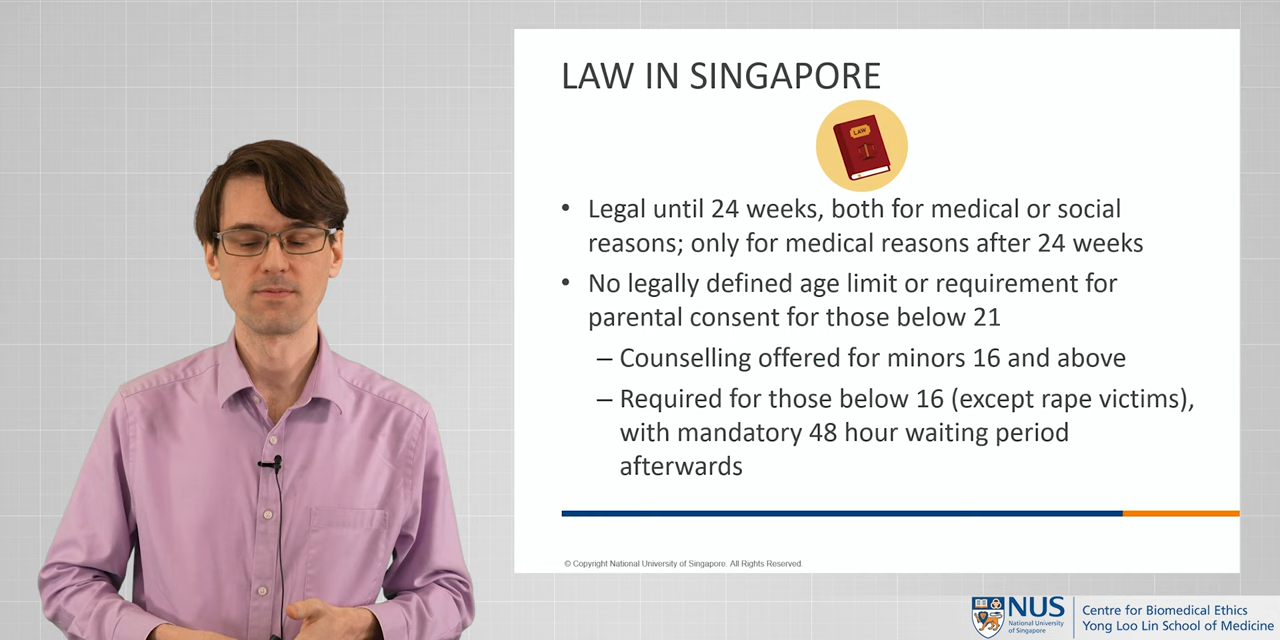 LAW IN SINGAPORE
LAW
• Legal until 24 weeks, both for medical or social
reasons; only for medical reasons after 24 weeks
• No legally defined age limit or requirement for
parental consent for those below 21
– Counselling offered for minors 16 and above
– Required for those below 16 (except rape victims),
with mandatory 48 hour waiting period
afterwards
© Copyright National University of Singapore. All Rights Reserved.
NUS
National University
of Singapore
Centre for Biomedical Ethics
Yong Loo Lin School of Medicine